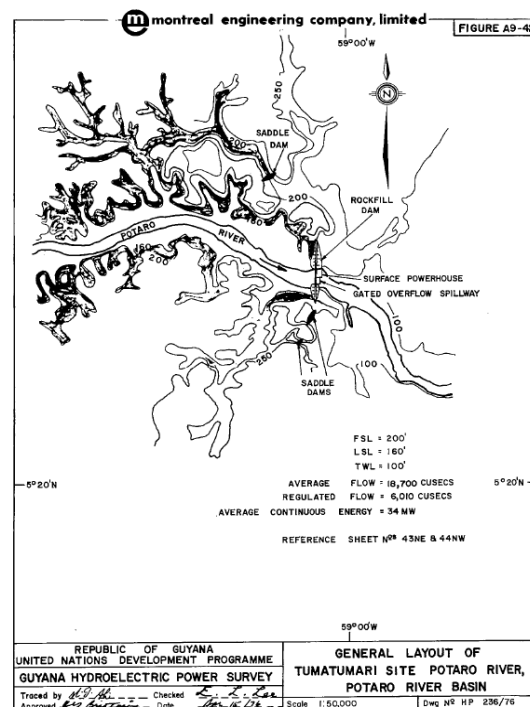 montreal engineering company, limited
FIGURE A9-4
59°00'W
250
N
SADDLE
DAM
200
200
ROCKFILL
DAM
160
POTARO
RIVER
160
200
SURFACE POWERHOUSE
GATED OVERFLOW SPILLWAY
100
250
100
SADDLE
DAMS
FSL = 200'
LSL = 160'
TWL = 100'
5°20'N
AVERAGE FLOW = 18,700 CUSECS
5°20'N
REGULATED FLOW = 6,010 CUSECS
AVERAGE CONTINUOUS ENERGY = 34 MW
REFERENCE SHEET Nos 43NE & 44NW
59°00'W
REPUBLIC OF GUYANA
UNITED NATIONS DEVELOPMENT PROGRAMME
GUYANA HYDROELECTRIC POWER SURVEY
Traced by Checked
Approved Date
GENERAL LAYOUT OF
TUMATUMARI SITE POTARO RIVER,
POTARO RIVER BASIN
Scale 1:50,000 Dwg No HP 236/76